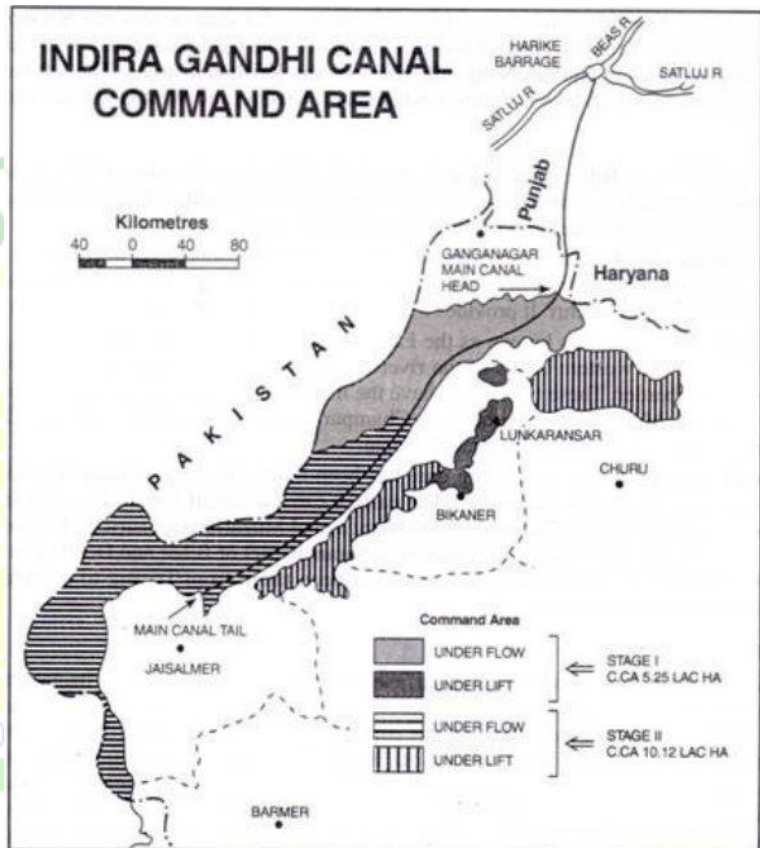 INDIRA GANDHI CANAL
COMMAND AREA
HARIKE
BARRAGE
BEAS R
SATLUJ R
SATLUJ R
Punjab
Kilometres
40 0 40 80
GANGANAGAR
MAIN CANAL
HEAD
Haryana
PAKISTAN
LUNKARANSAR
CHURU
BIKANER
MAIN CANAL TAIL
JAISALMER
BARMER
Command Area
UNDER FLOW
UNDER LIFT
STAGE I
C.CA 5.25 LAC HA
UNDER FLOW
UNDER LIFT
STAGE II
C.CA 10.12 LAC HA